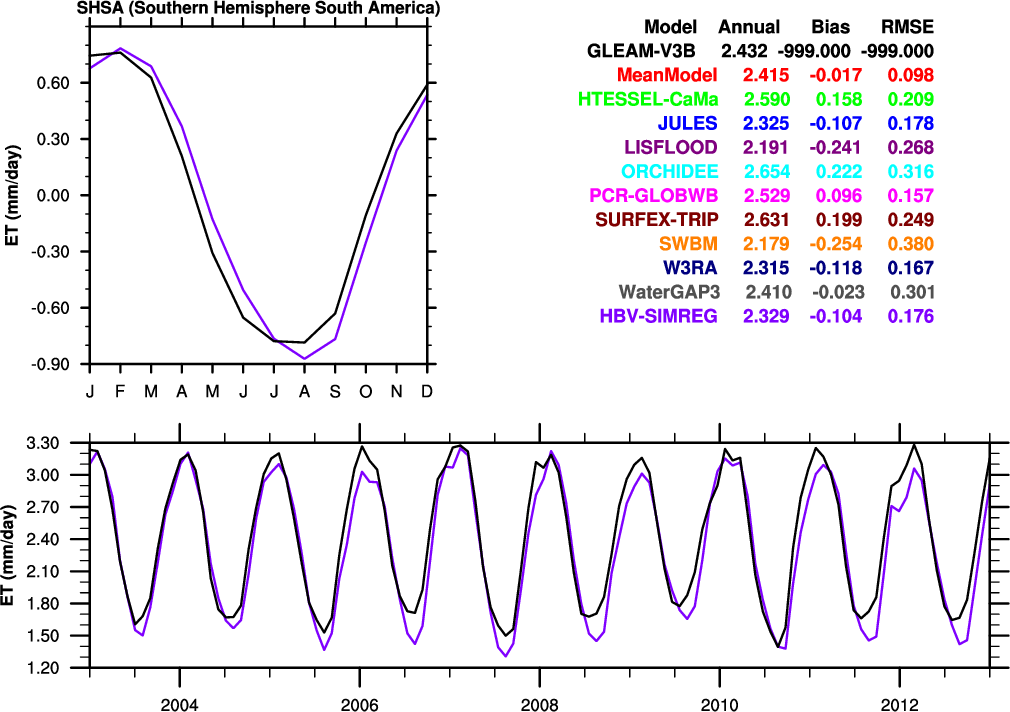 SHSA (Southern Hemisphere South America)
Model Annual Bias RMSE
GLEAM-V3B 2.432 -999.000 -999.000
MeanModel 2.415 -0.017 0.098
HTESSEL-CaMa 2.590 0.158 0.209
JULES 2.325 -0.107 0.178
LISFLOOD 2.191 -0.241 0.268
ORCHIDEE 2.654 0.222 0.316
PCR-GLOBWB 2.529 0.096 0.157
SURFEX-TRIP 2.631 0.199 0.249
SWBM 2.179 -0.254 0.380
W3RA 2.315 -0.118 0.167
WaterGAP3 2.410 -0.023 0.301
HBV-SIMREG 2.329 -0.104 0.176
ET (mm/day)
0.60
0.30
0.00
-0.30
-0.60
-0.90
J F M A M J J A S O N D
ET (mm/day)
3.30
3.00
2.70
2.40
2.10
1.80
1.50
1.20
2004 2006 2008 2010 2012